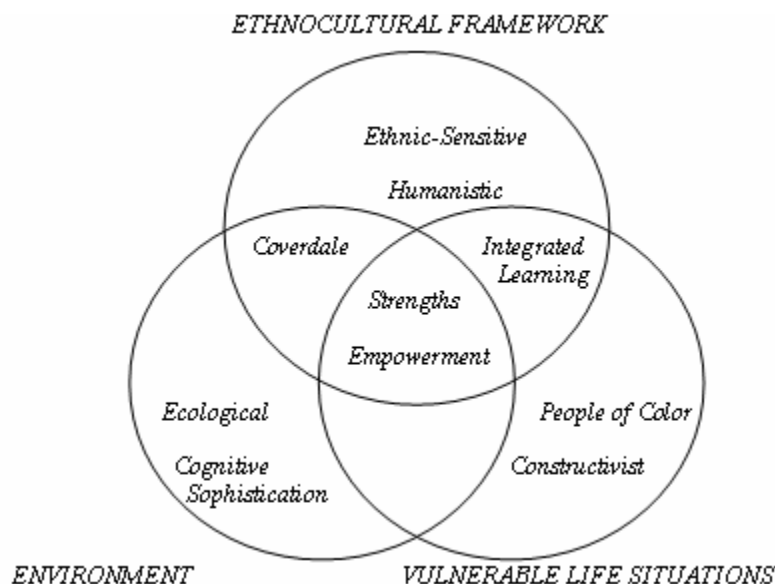 ETHNOCULTURAL FRAMEWORK
Ethnic-Sensitive
Humanistic
Coverdale
Integrated
Learning
Strengths
Empowerment
Ecological
People of Color
Cognitive
Sophistication
Constructivist
ENVIRONMENT
VULNERABLE LIFE SITUATIONS